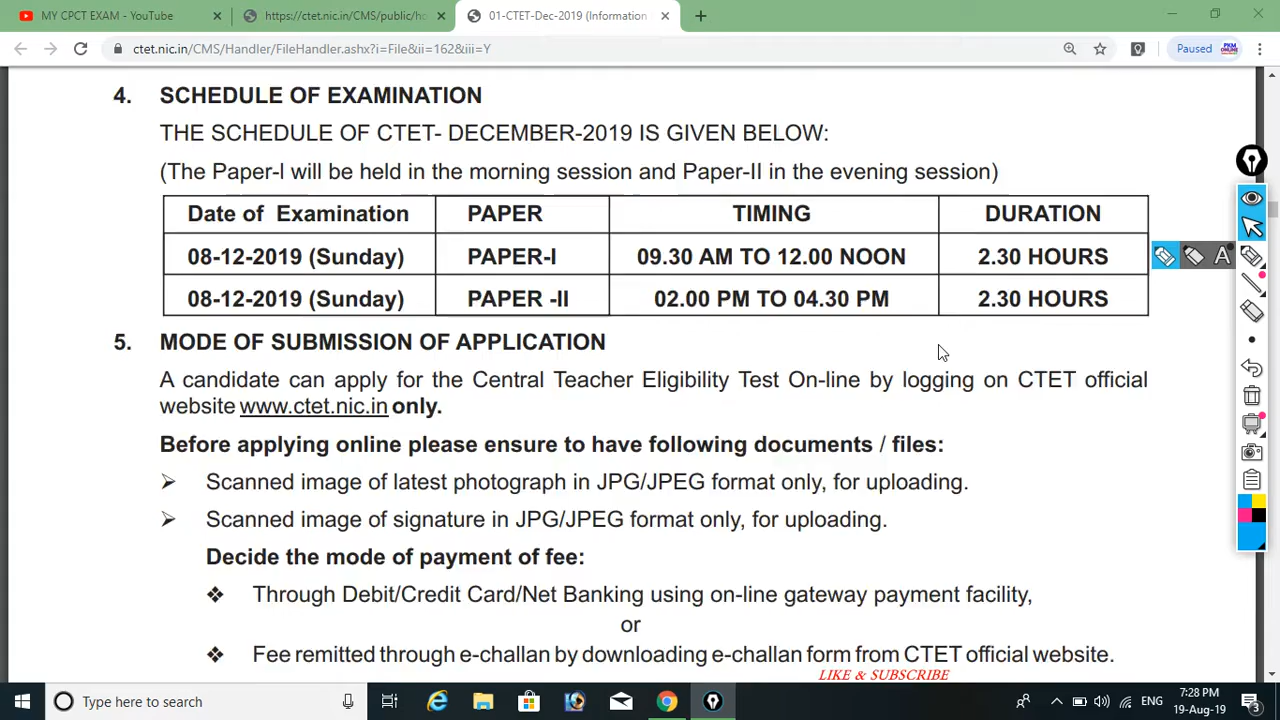 MY CPCT EXAM - YouTube
https://ctet.nic.in/CMS/public/ho
01-CTET-Dec-2019 (Information
ctet.nic.in/CMS/Handler/FileHandler.ashx?i=File&ii=162&iii=Y
Paused
4. SCHEDULE OF EXAMINATION
THE SCHEDULE OF CTET- DECEMBER-2019 IS GIVEN BELOW:
(The Paper-I will be held in the morning session and Paper-II in the evening session)
Date of Examination PAPER TIMING DURATION
08-12-2019 (Sunday) PAPER-I 09.30 AM TO 12.00 NOON 2.30 HOURS
08-12-2019 (Sunday) PAPER -II 02.00 PM TO 04.30 PM 2.30 HOURS
A
5. MODE OF SUBMISSION OF APPLICATION
A candidate can apply for the Central Teacher Eligibility Test On-line by logging on CTET official
website www.ctet.nic.in only.
Before applying online please ensure to have following documents / files:
➢ Scanned image of latest photograph in JPG/JPEG format only, for uploading.
➢ Scanned image of signature in JPG/JPEG format only, for uploading.
Decide the mode of payment of fee:
❖ Through Debit/Credit Card/Net Banking using on-line gateway payment facility,
or
❖ Fee remitted through e-challan by downloading e-challan form from CTET official website.
LIKE & SUBSCRIBE
Type here to search
ENG
7:28 PM
19-Aug-19
3